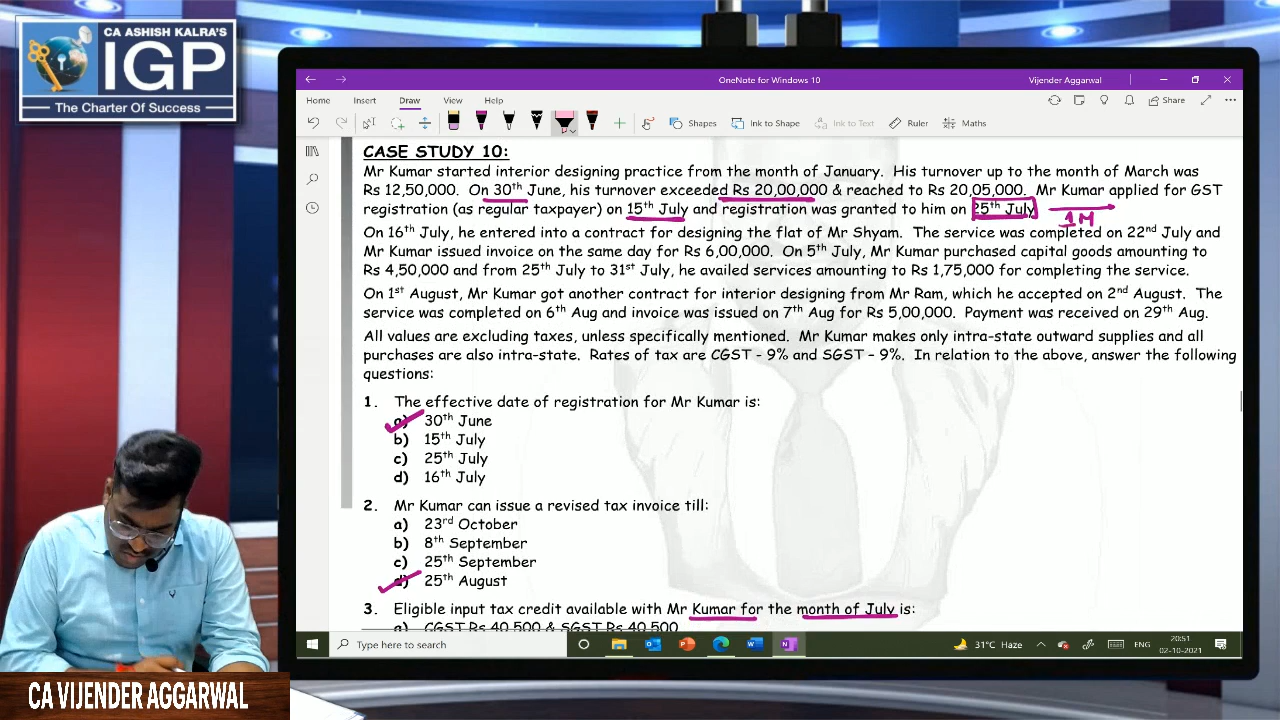 CA ASHISH KALRA'S
IGP
The Charter Of Success
OneNote for Windows 10
Vijender Aggarwal
Home Insert Draw View Help
Share
Shapes Ink to Shape Ink to Text Ruler Maths
CASE STUDY 10:
Mr Kumar started interior designing practice from the month of January. His turnover up to the month of March was
Rs 12,50,000. On 30th June, his turnover exceeded Rs 20,00,000 & reached to Rs 20,05,000. Mr Kumar applied for GST
registration (as regular taxpayer) on 15th July and registration was granted to him on 25th July.
1M
On 16th July, he entered into a contract for designing the flat of Mr Shyam. The service was completed on 22nd July and
Mr Kumar issued invoice on the same day for Rs 6,00,000. On 5th July, Mr Kumar purchased capital goods amounting to
Rs 4,50,000 and from 25th July to 31st July, he availed services amounting to Rs 1,75,000 for completing the service.
On 1st August, Mr Kumar got another contract for interior designing from Mr Ram, which he accepted on 2nd August. The
service was completed on 6th Aug and invoice was issued on 7th Aug for Rs 5,00,000. Payment was received on 29th Aug.
All values are excluding taxes, unless specifically mentioned. Mr Kumar makes only intra-state outward supplies and all
purchases are also intra-state. Rates of tax are CGST - 9% and SGST – 9%. In relation to the above, answer the following
questions:
1. The effective date of registration for Mr Kumar is:
a) 30th June
b) 15th July
c) 25th July
d) 16th July
2. Mr Kumar can issue a revised tax invoice till:
a) 23rd October
b) 8th September
c) 25th September
d) 25th August
3. Eligible input tax credit available with Mr Kumar for the month of July is:
a) CGST Rs 40,500 & SGST Rs 40,500
Type here to search
31°C Haze
ENG
20:51
02-10-2021
CA VIJENDER AGGARWAL